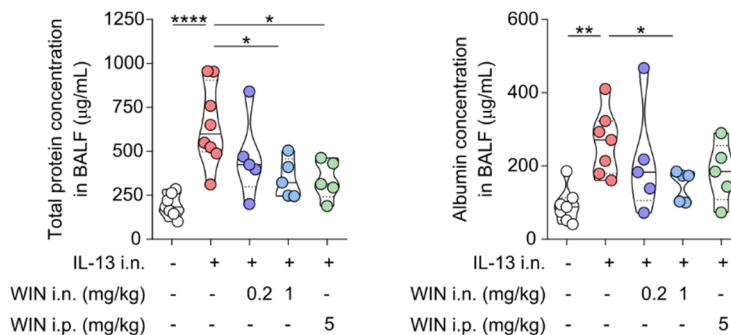 **** * *
1250
1000
750
500
250
0
Total protein concentration
in BALF (μg/mL)
IL-13 i.n. - + + + +
WIN i.n. (mg/kg) - - 0.2 1 -
WIN i.p. (mg/kg) - - - - 5
** *
600
400
200
0
Albumin concentration
in BALF (μg/mL)
IL-13 i.n. - + + + +
WIN i.n. (mg/kg) - - 0.2 1 -
WIN i.p. (mg/kg) - - - - 5